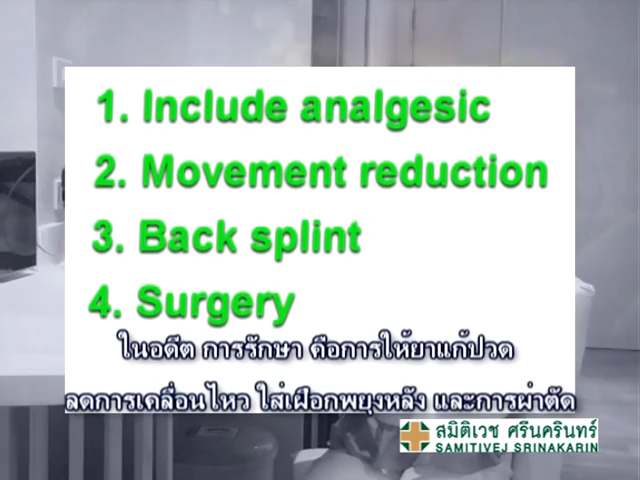 1. Include analgesic
2. Movement reduction
3. Back splint
4. Surgery
ในอดีต การรักษา คือการให้ยาแก้ปวด
ลดการเคลื่อนไหว ใส่เฝือกพยุงหลัง และการผ่าตัด
สมิติเวช ศรีนครินทร์
SAMITIVEJ SRINAKARIN